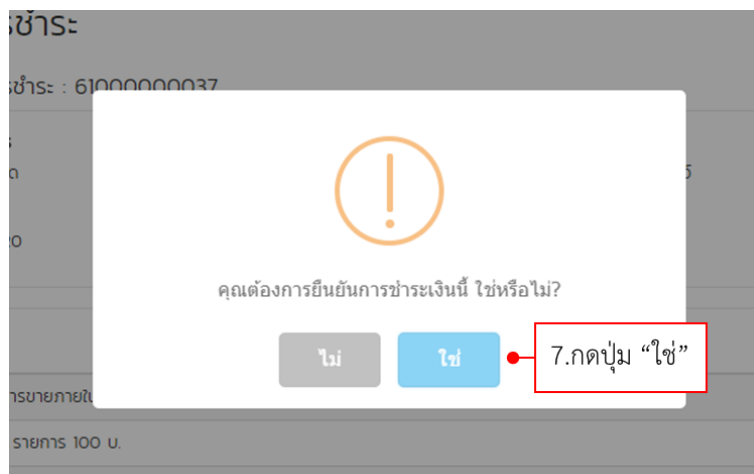 รชำระ
รชำระ : 61000000037
ร
ด
วั
20
คุณต้องการยืนยันการชำระเงินนี้ ใช่หรือไม่?
ไม่
ใช่
7.กดปุ่ม “ใช่”
ารขายภายใน
รายการ 100 บ.